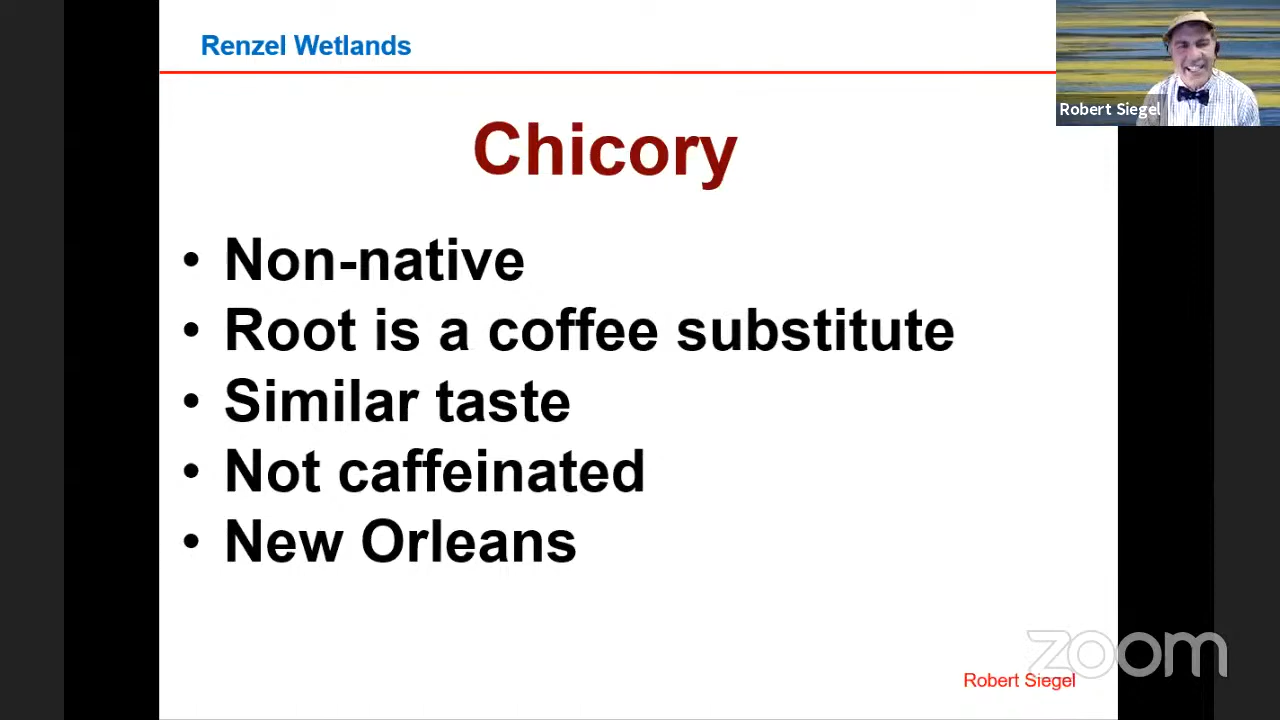 Renzel Wetlands
Robert Siegel
Chicory
• Non-native
• Root is a coffee substitute
• Similar taste
• Not caffeinated
• New Orleans
zoom
Robert Siegel